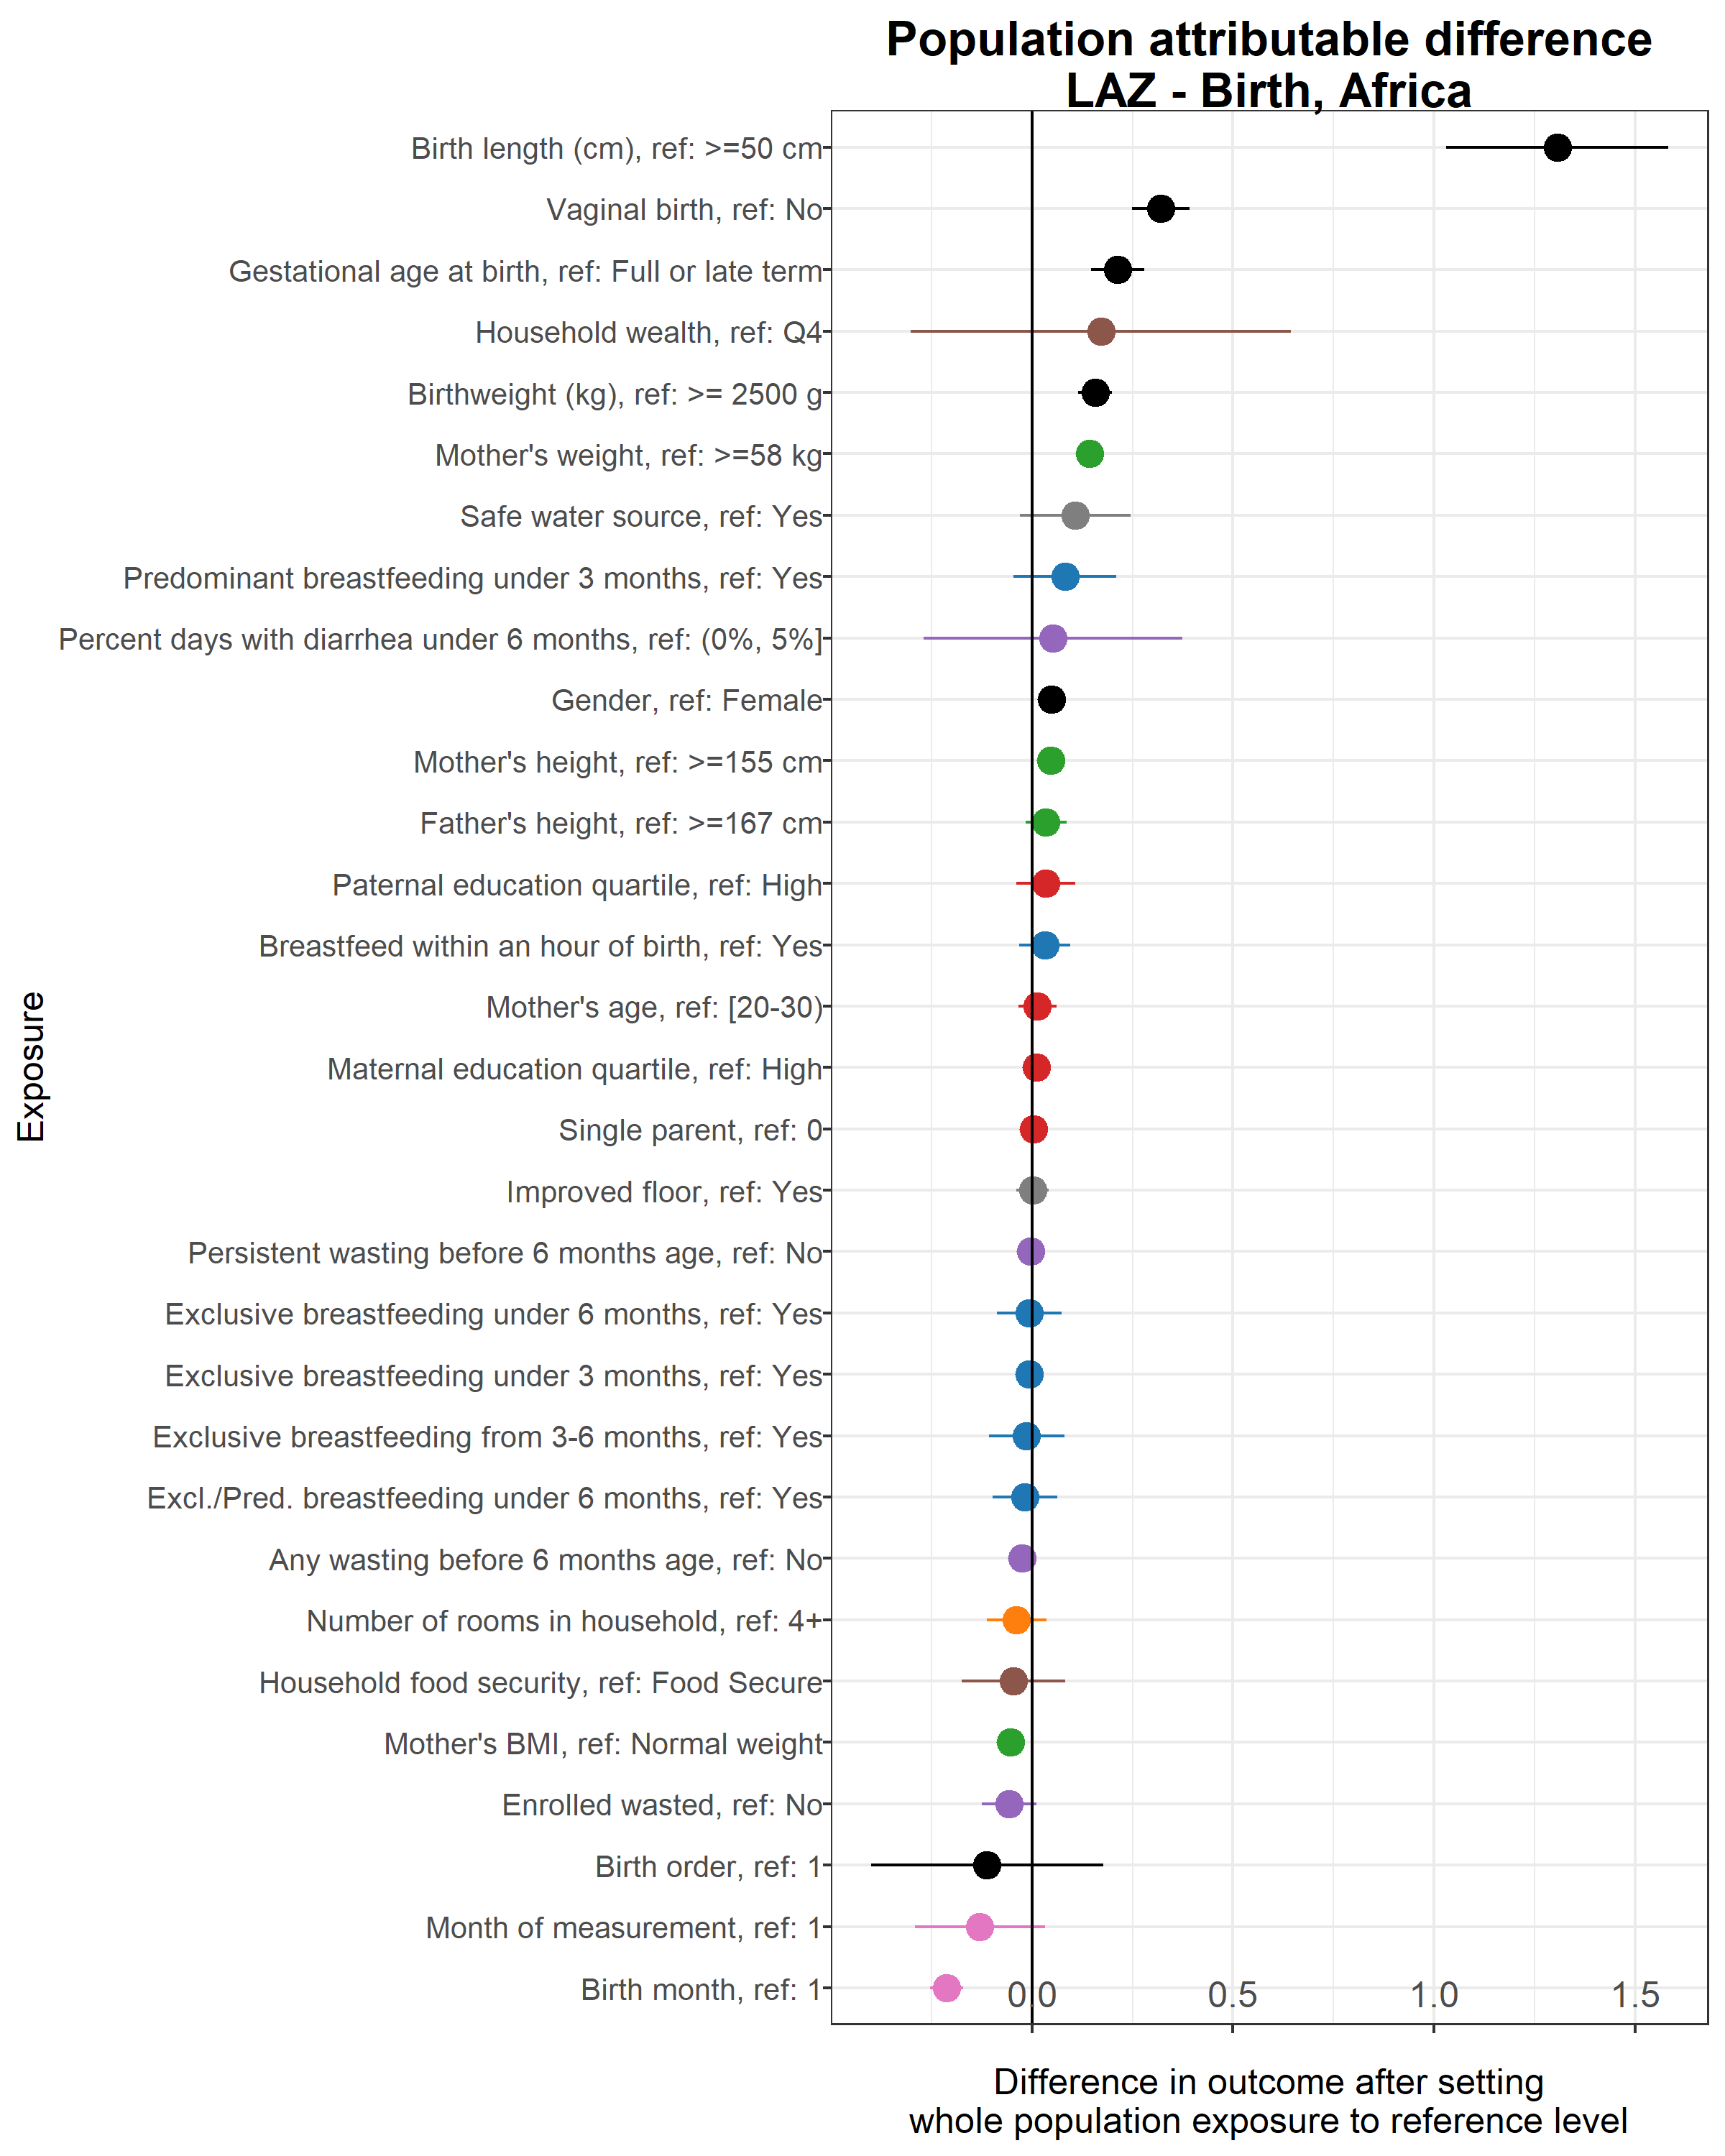 Population attributable difference
LAZ - Birth, Africa
Birth length (cm), ref: >=50 cm
Vaginal birth, ref: No
Gestational age at birth, ref: Full or late term
Household wealth, ref: Q4
Birthweight (kg), ref: >= 2500 g
Mother's weight, ref: >=58 kg
Safe water source, ref: Yes
Predominant breastfeeding under 3 months, ref: Yes
Percent days with diarrhea under 6 months, ref: (0%, 5%]
Gender, ref: Female
Mother's height, ref: >=155 cm
Father's height, ref: >=167 cm
Paternal education quartile, ref: High
Breastfeed within an hour of birth, ref: Yes
Mother's age, ref: [20-30)
Maternal education quartile, ref: High
Single parent, ref: 0
Improved floor, ref: Yes
Persistent wasting before 6 months age, ref: No
Exclusive breastfeeding under 6 months, ref: Yes
Exclusive breastfeeding under 3 months, ref: Yes
Exclusive breastfeeding from 3-6 months, ref: Yes
Excl./Pred. breastfeeding under 6 months, ref: Yes
Any wasting before 6 months age, ref: No
Number of rooms in household, ref: 4+
Household food security, ref: Food Secure
Mother's BMI, ref: Normal weight
Enrolled wasted, ref: No
Birth order, ref: 1
Month of measurement, ref: 1
Birth month, ref: 1
Exposure
0.0 0.5 1.0 1.5
Difference in outcome after setting
whole population exposure to reference level